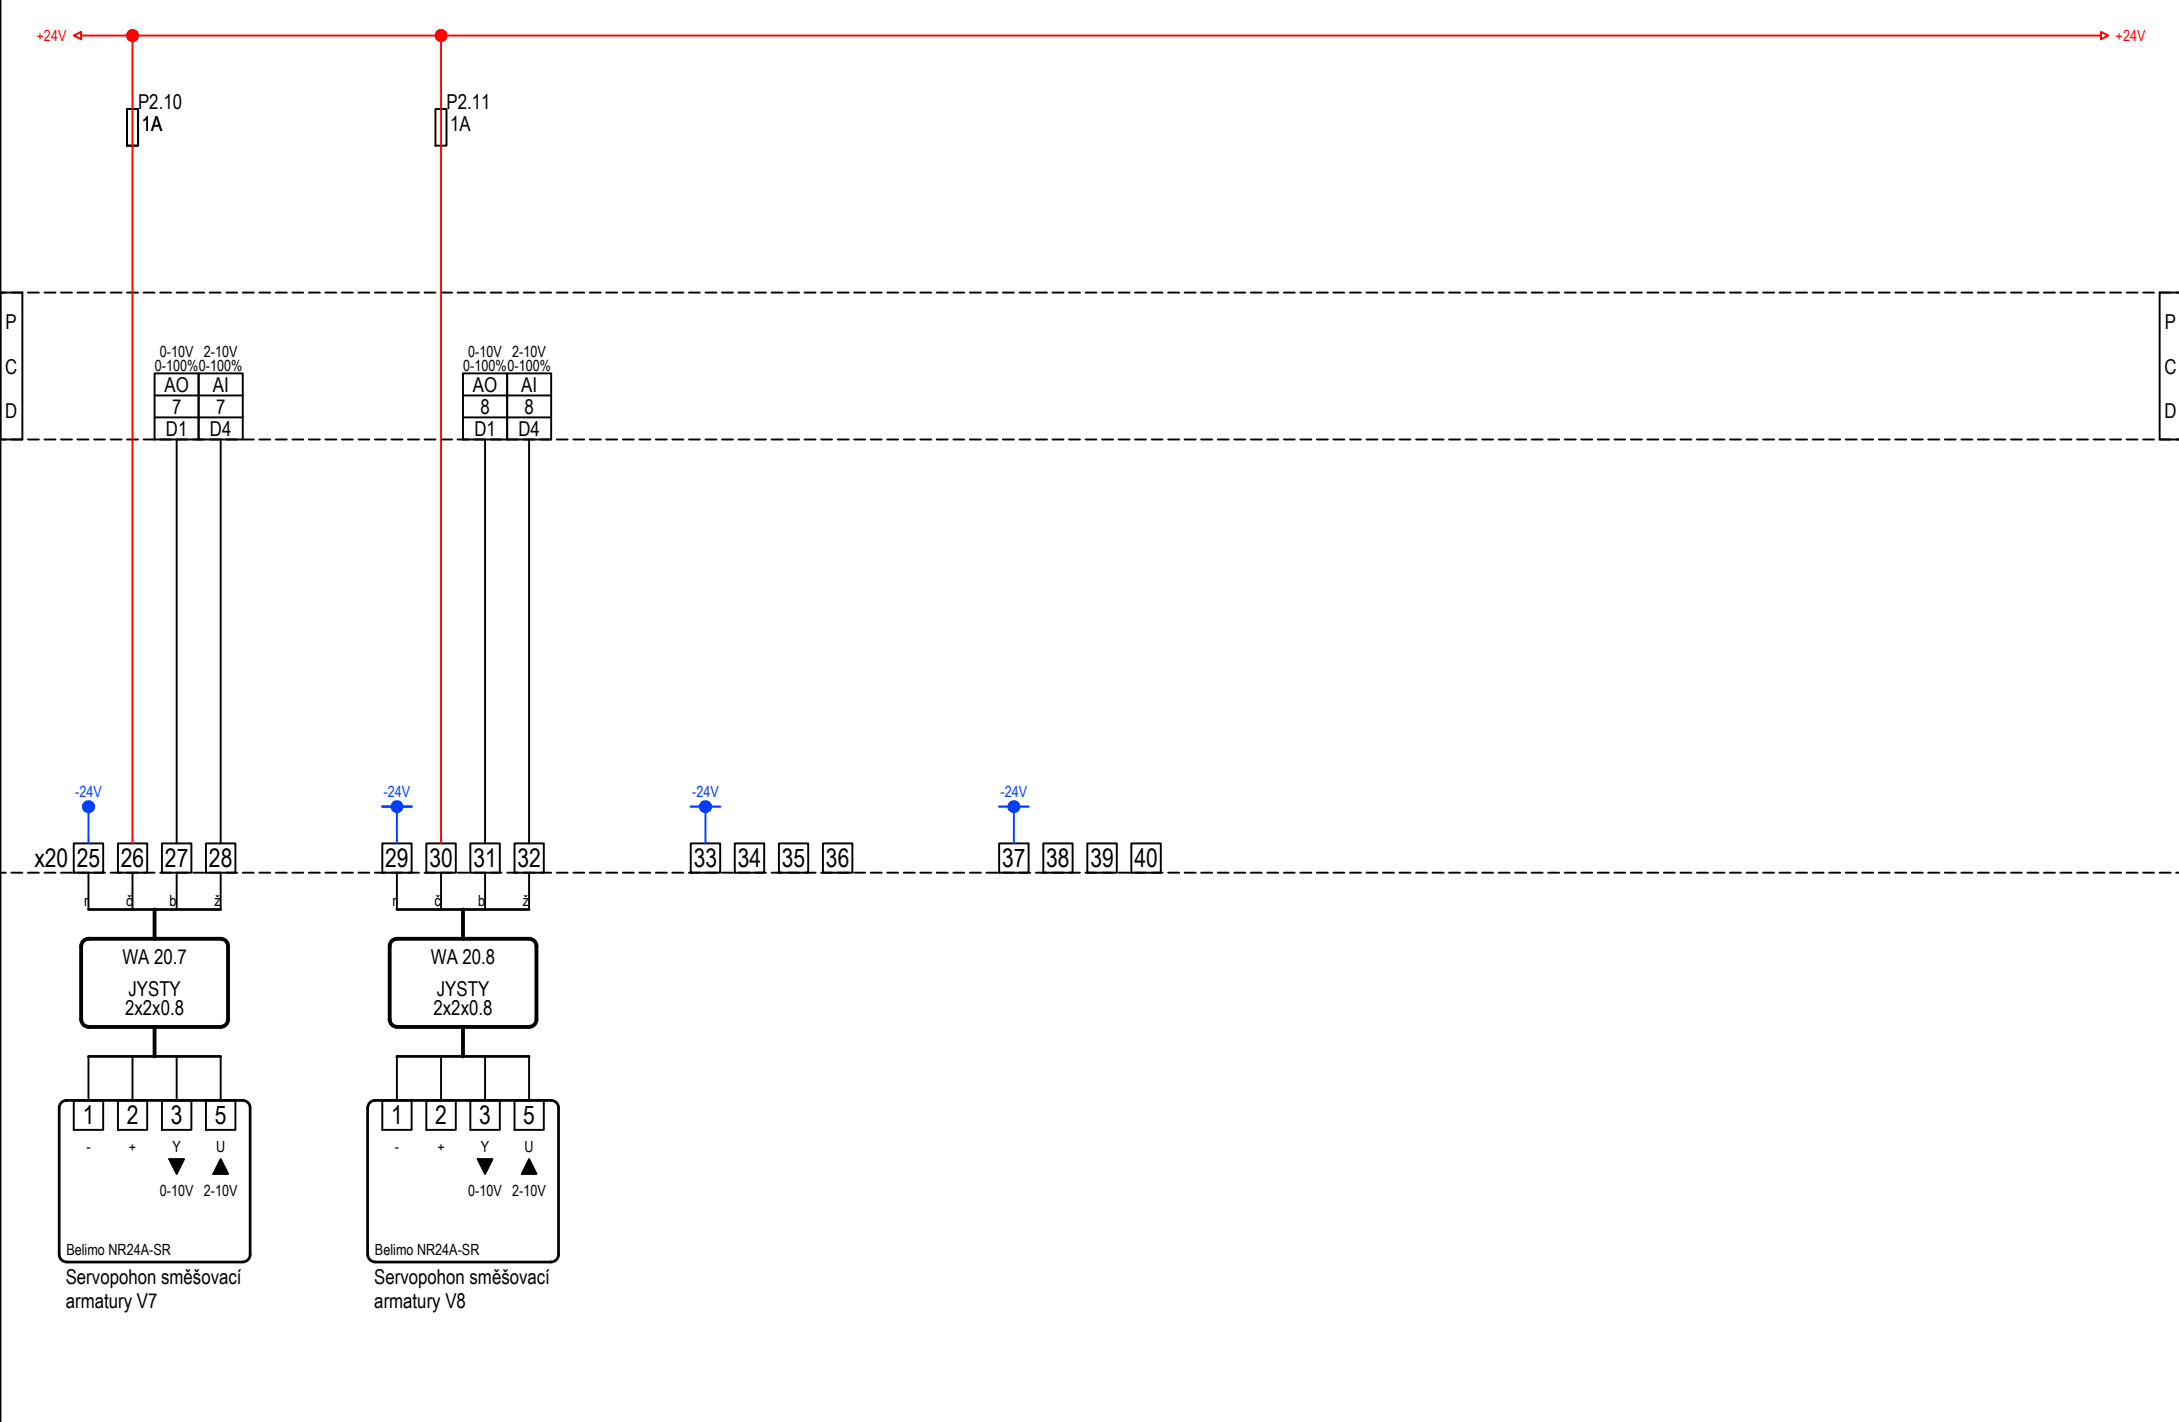 +24V +24V
P2.10 P2.11
1A 1A
P P
C C
D D
0-10V 2-10V 0-10V 2-10V
0-100% 0-100% 0-100% 0-100%
AO AI AO AI
7 7 8 8
D1 D4 D1 D4
-24V -24V -24V -24V
x20 25 26 27 28 29 30 31 32 33 34 35 36 37 38 39 40
r č b ž r č b ž
WA 20.7 WA 20.8
JYSTY JYSTY
2x2x0.8 2x2x0.8
1 2 3 5 1 2 3 5
- + Y U - + Y U
0-10V 2-10V 0-10V 2-10V
Belimo NR24A-SR Belimo NR24A-SR
Servopohon směšovací Servopohon směšovací
armatury V7 armatury V8